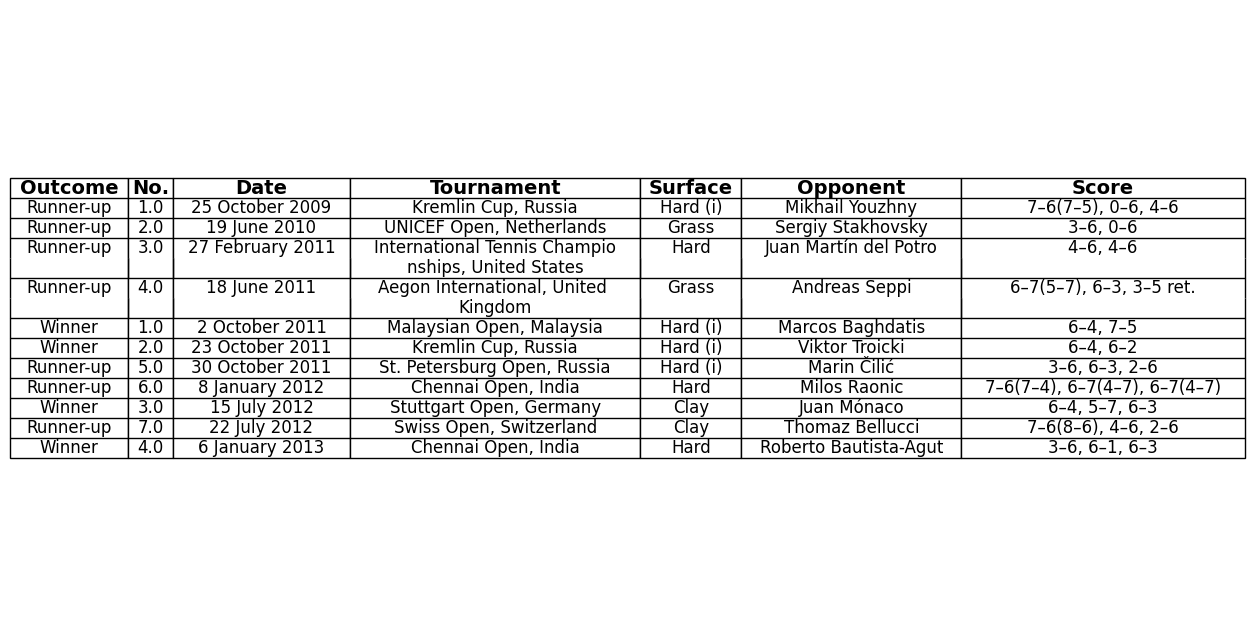 Outcome No. Date Tournament Surface Opponent Score
Runner-up 1.0 25 October 2009 Kremlin Cup, Russia Hard (i) Mikhail Youzhny 7–6(7–5), 0–6, 4–6
Runner-up 2.0 19 June 2010 UNICEF Open, Netherlands Grass Sergiy Stakhovsky 3–6, 0–6
Runner-up 3.0 27 February 2011 International Tennis Champio Hard Juan Martín del Potro 4–6, 4–6
nships, United States
Runner-up 4.0 18 June 2011 Aegon International, United Grass Andreas Seppi 6–7(5–7), 6–3, 3–5 ret.
Kingdom
Winner 1.0 2 October 2011 Malaysian Open, Malaysia Hard (i) Marcos Baghdatis 6–4, 7–5
Winner 2.0 23 October 2011 Kremlin Cup, Russia Hard (i) Viktor Troicki 6–4, 6–2
Runner-up 5.0 30 October 2011 St. Petersburg Open, Russia Hard (i) Marin Čilić 3–6, 6–3, 2–6
Runner-up 6.0 8 January 2012 Chennai Open, India Hard Milos Raonic 7–6(7–4), 6–7(4–7), 6–7(4–7)
Winner 3.0 15 July 2012 Stuttgart Open, Germany Clay Juan Mónaco 6–4, 5–7, 6–3
Runner-up 7.0 22 July 2012 Swiss Open, Switzerland Clay Thomaz Bellucci 7–6(8–6), 4–6, 2–6
Winner 4.0 6 January 2013 Chennai Open, India Hard Roberto Bautista-Agut 3–6, 6–1, 6–3